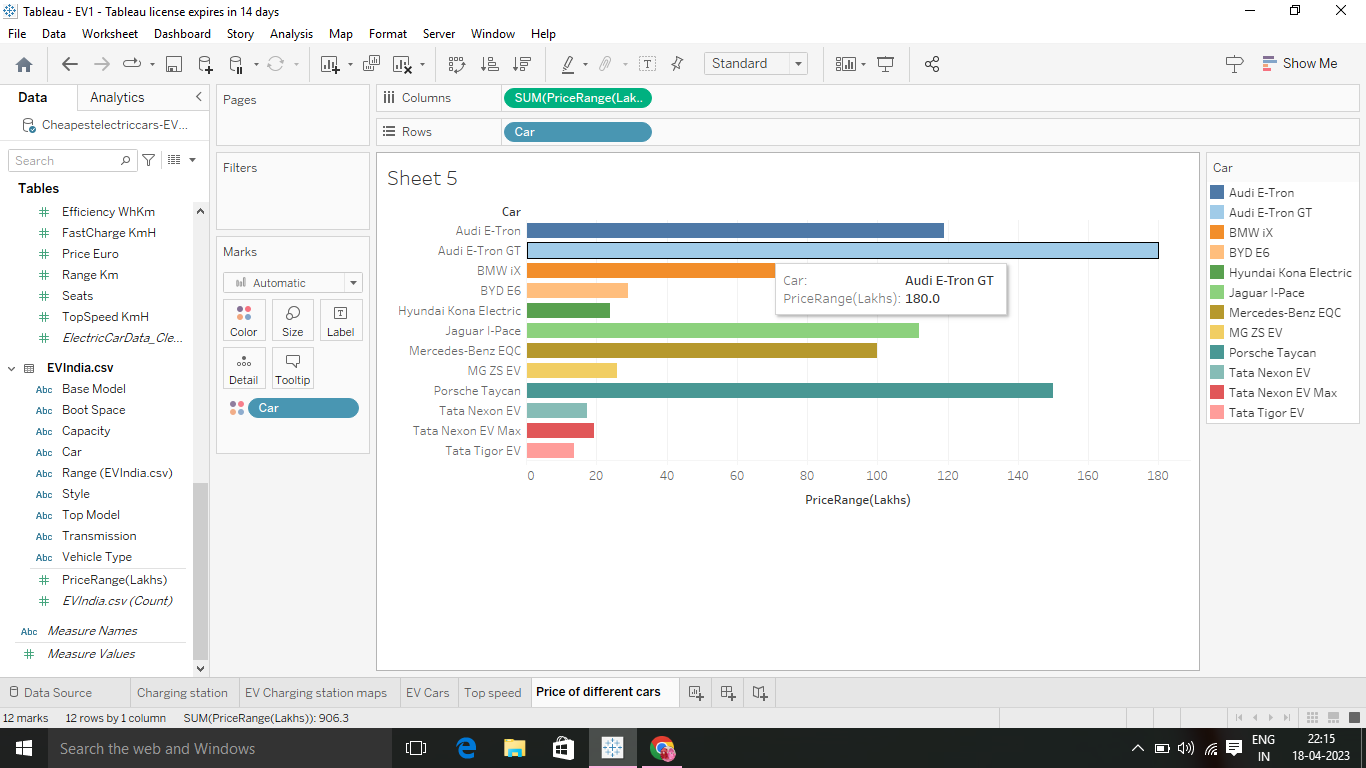 Tableau - EV1 - Tableau license expires in 14 days
File Data Worksheet Dashboard Story Analysis Map Format Server Window Help
Standard
Show Me
Data Analytics
Cheapestelectriccars-EV...
Search
Tables
Efficiency WhKm
FastCharge KmH
Price Euro
Range Km
Seats
TopSpeed KmH
ElectricCarData_Cle...
EVIndia.csv
Abc Base Model
Abc Boot Space
Abc Capacity
Abc Car
Abc Range (EVIndia.csv)
Abc Style
Abc Top Model
Abc Transmission
Abc Vehicle Type
PriceRange(Lakhs)
EVIndia.csv (Count)
Abc Measure Names
Measure Values
Pages
Filters
Marks
Automatic
Color Size Label
Detail Tooltip
Car
Columns SUM(PriceRange(Lak..
Rows Car
Sheet 5
Car
Audi E-Tron
Audi E-Tron GT
BMW iX
BYD E6
Hyundai Kona Electric
Jaguar I-Pace
Mercedes-Benz EQC
MG ZS EV
Porsche Taycan
Tata Nexon EV
Tata Nexon EV Max
Tata Tigor EV
Car: Audi E-Tron GT
PriceRange(Lakhs): 180.0
0 20 40 60 80 100 120 140 160 180
PriceRange(Lakhs)
Car
Audi E-Tron
Audi E-Tron GT
BMW iX
BYD E6
Hyundai Kona Electric
Jaguar I-Pace
Mercedes-Benz EQC
MG ZS EV
Porsche Taycan
Tata Nexon EV
Tata Nexon EV Max
Tata Tigor EV
Data Source Charging station EV Charging station maps EV Cars Top speed Price of different cars
12 marks 12 rows by 1 column SUM(PriceRange(Lakhs)): 906.3
Search the web and Windows
ENG 22:15
IN 18-04-2023